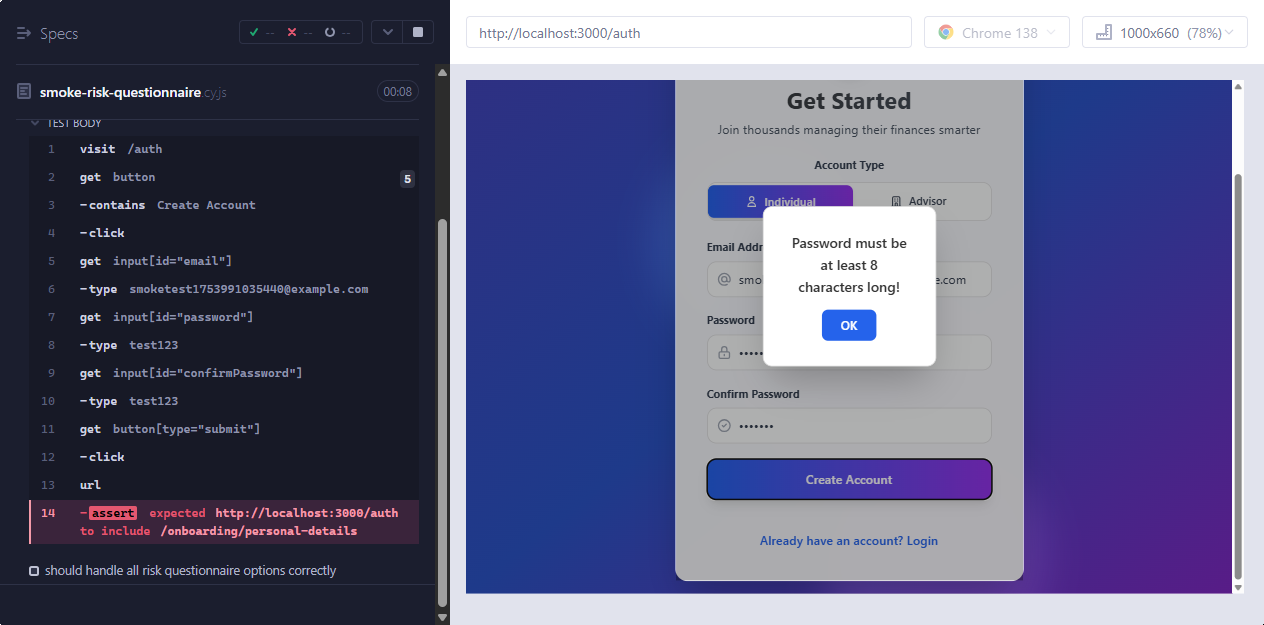 Specs
-- -- --
smoke-risk-questionnaire.cy.js
00:08
TEST BODY
1 visit /auth
2 get button 5
3 -contains Create Account
4 -click
5 get input[id="email"]
6 -type smoketest1753991035440@example.com
7 get input[id="password"]
8 -type test123
9 get input[id="confirmPassword"]
10 -type test123
11 get button[type="submit"]
12 -click
13 url
14 -assert expected http://localhost:3000/auth
to include /onboarding/personal-details
should handle all risk questionnaire options correctly
http://localhost:3000/auth
Chrome 138
1000x660 (78%)
Get Started
Join thousands managing their finances smarter
Account Type
Individual
Advisor
Email Addr
smo
e.com
Password must be
at least 8
characters long!
OK
Password
Confirm Password
Create Account
Already have an account? Login